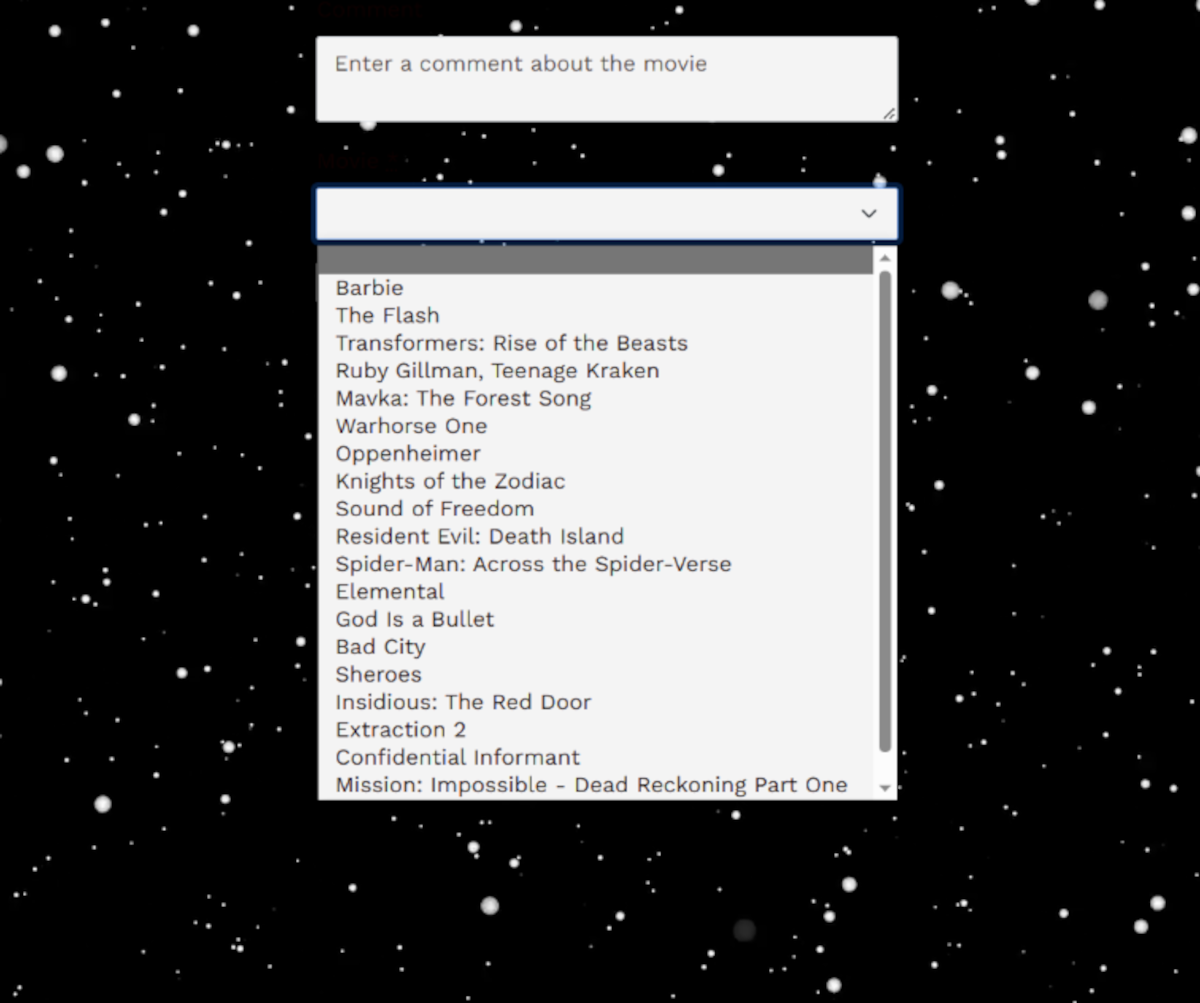 Comment
Enter a comment about the movie
Movie *
Barbie
The Flash
Transformers: Rise of the Beasts
Ruby Gillman, Teenage Kraken
Mavka: The Forest Song
Warhorse One
Oppenheimer
Knights of the Zodiac
Sound of Freedom
Resident Evil: Death Island
Spider-Man: Across the Spider-Verse
Elemental
God Is a Bullet
Bad City
Sheroes
Insidious: The Red Door
Extraction 2
Confidential Informant
Mission: Impossible - Dead Reckoning Part One